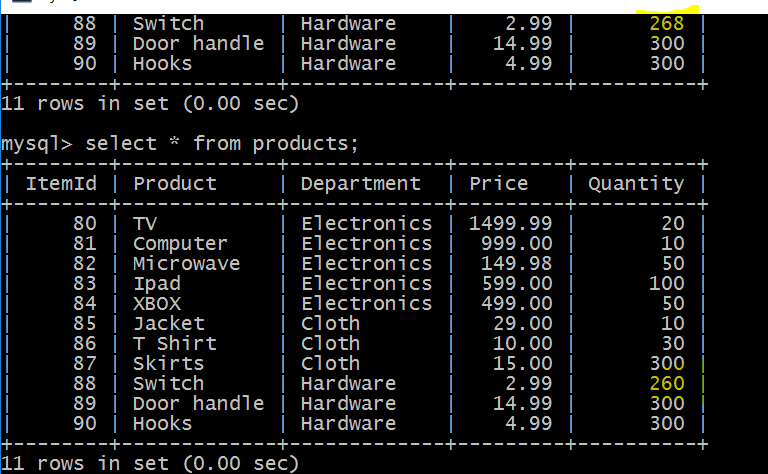 | 88 | Switch | Hardware | 2.99 | 268 |
| 89 | Door handle | Hardware | 14.99 | 300 |
| 90 | Hooks | Hardware | 4.99 | 300 |
+--------+-------------+-------------+---------+----------+
11 rows in set (0.00 sec)
mysql> select * from products;
+--------+-------------+-------------+---------+----------+
| ItemId | Product | Department | Price | Quantity |
+--------+-------------+-------------+---------+----------+
| 80 | TV | Electronics | 1499.99 | 20 |
| 81 | Computer | Electronics | 999.00 | 10 |
| 82 | Microwave | Electronics | 149.98 | 50 |
| 83 | Ipad | Electronics | 599.00 | 100 |
| 84 | XBOX | Electronics | 499.00 | 50 |
| 85 | Jacket | Cloth | 29.00 | 10 |
| 86 | T Shirt | Cloth | 10.00 | 30 |
| 87 | Skirts | Cloth | 15.00 | 300 |
| 88 | Switch | Hardware | 2.99 | 260 |
| 89 | Door handle | Hardware | 14.99 | 300 |
| 90 | Hooks | Hardware | 4.99 | 300 |
+--------+-------------+-------------+---------+----------+
11 rows in set (0.00 sec)